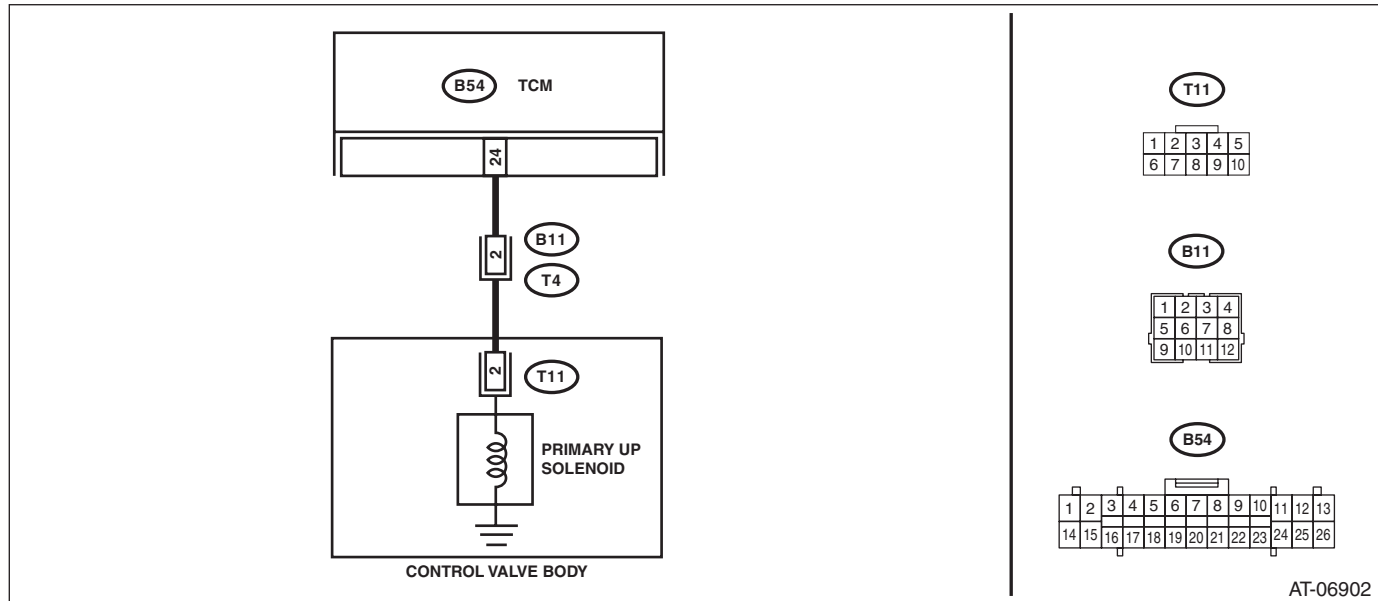 B54 TCM
24
2
B11
T4
2
T11
PRIMARY UP
SOLENOID
CONTROL VALVE BODY
T11
1 2 3 4 5
6 7 8 9 10
B11
1 2 3 4
5 6 7 8
9 10 11 12
B54
1 2 3 4 5 6 7 8 9 10 11 12 13
14 15 16 17 18 19 20 21 22 23 24 25 26
AT-06902